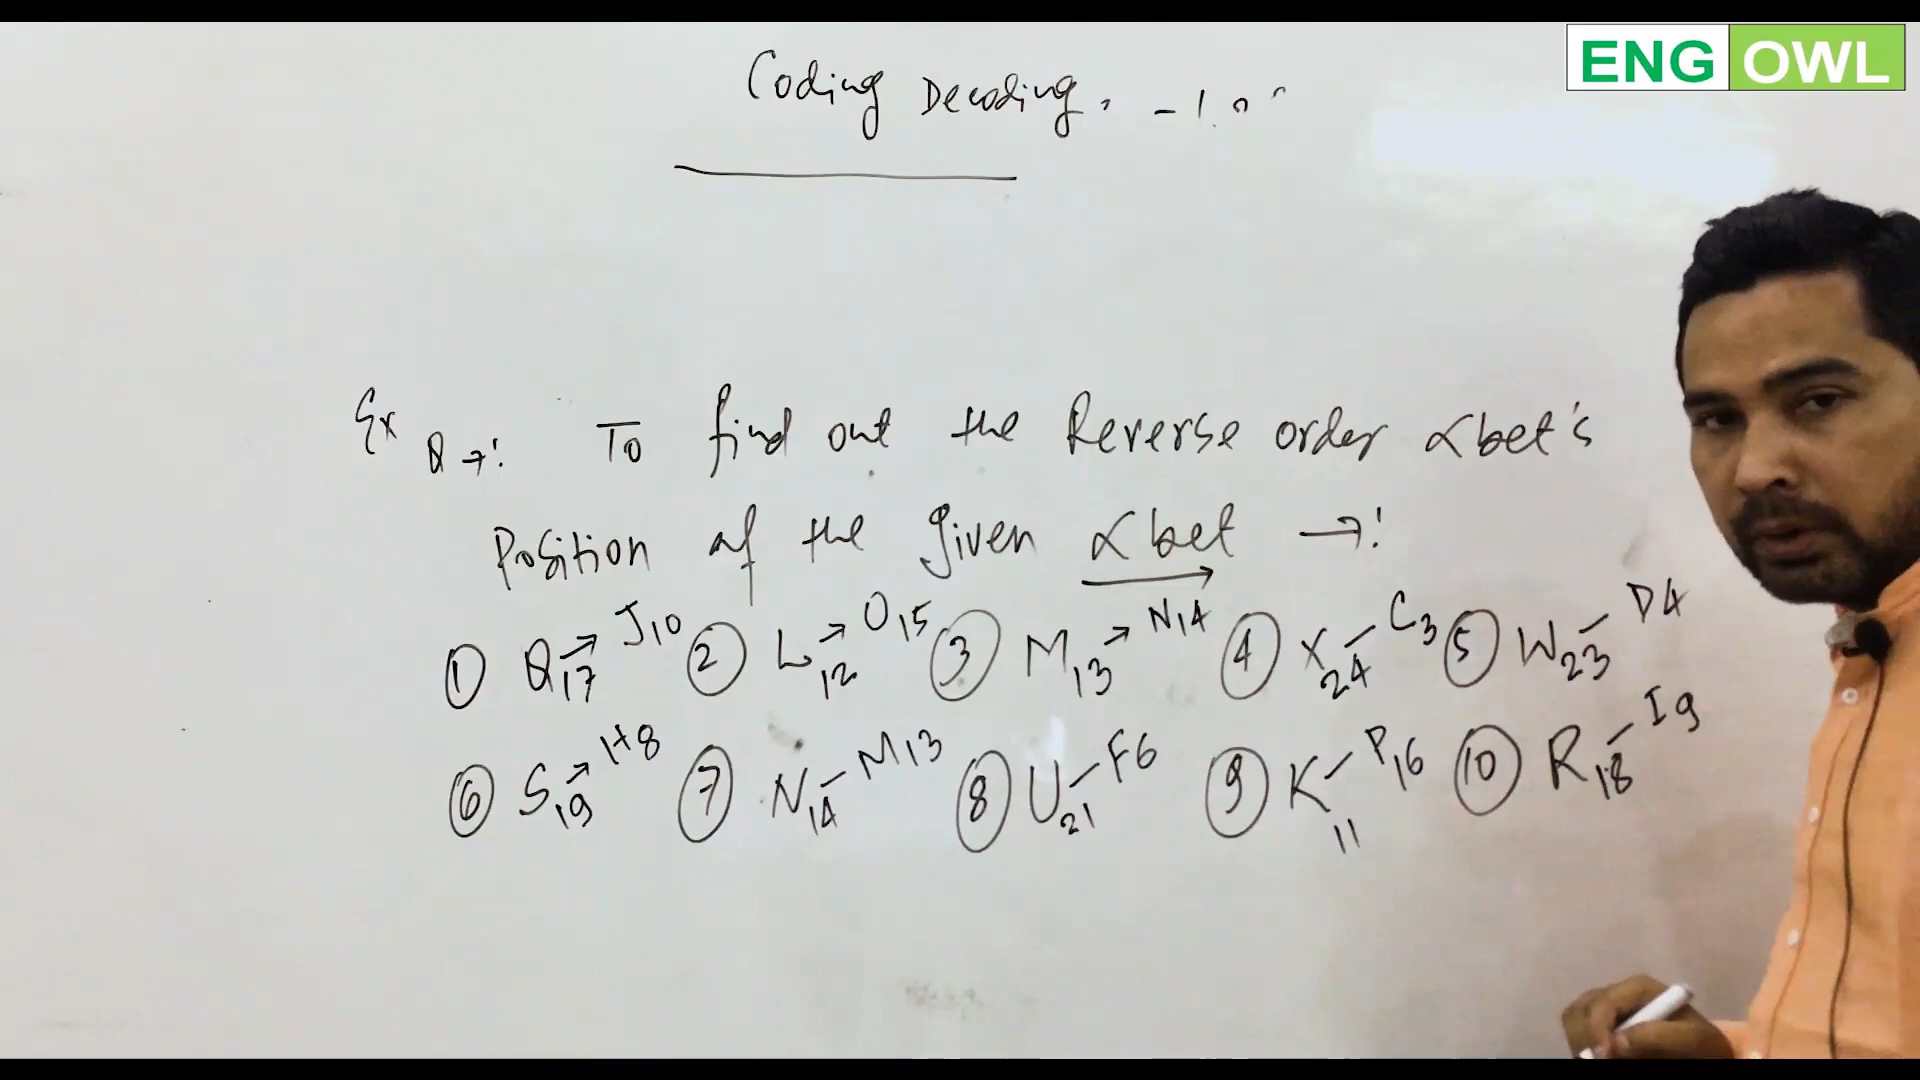 ENG OWL
Coding Decoding
Ex Q→: To find out the Reverse order αbet's
Position of the given αbet →:
① Q17 → J10 ② L12 → O15 ③ M13 → N14 ④ X24 – C3 ⑤ W23 – D4
⑥ S19 → H8 ⑦ N14 – M13 ⑧ U21 – F6 ⑨ K11 – P16 ⑩ R18 – I9